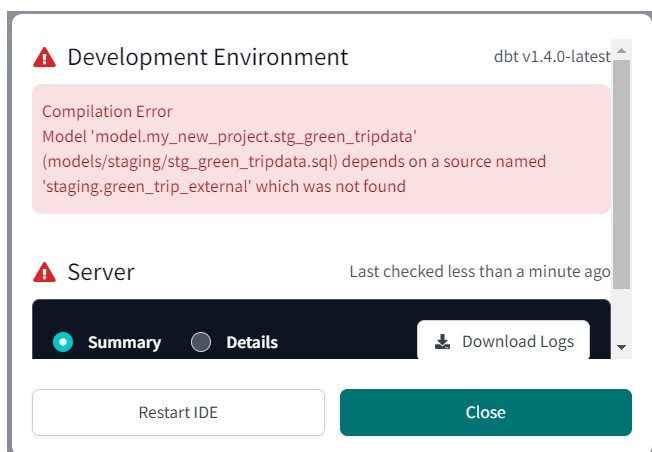 Development Environment
dbt v1.4.0-latest
Compilation Error
Model 'model.my_new_project.stg_green_tripdata'
(models/staging/stg_green_tripdata.sql) depends on a source named
'staging.green_trip_external' which was not found
Server
Last checked less than a minute ago
Summary
Details
Download Logs
Restart IDE
Close